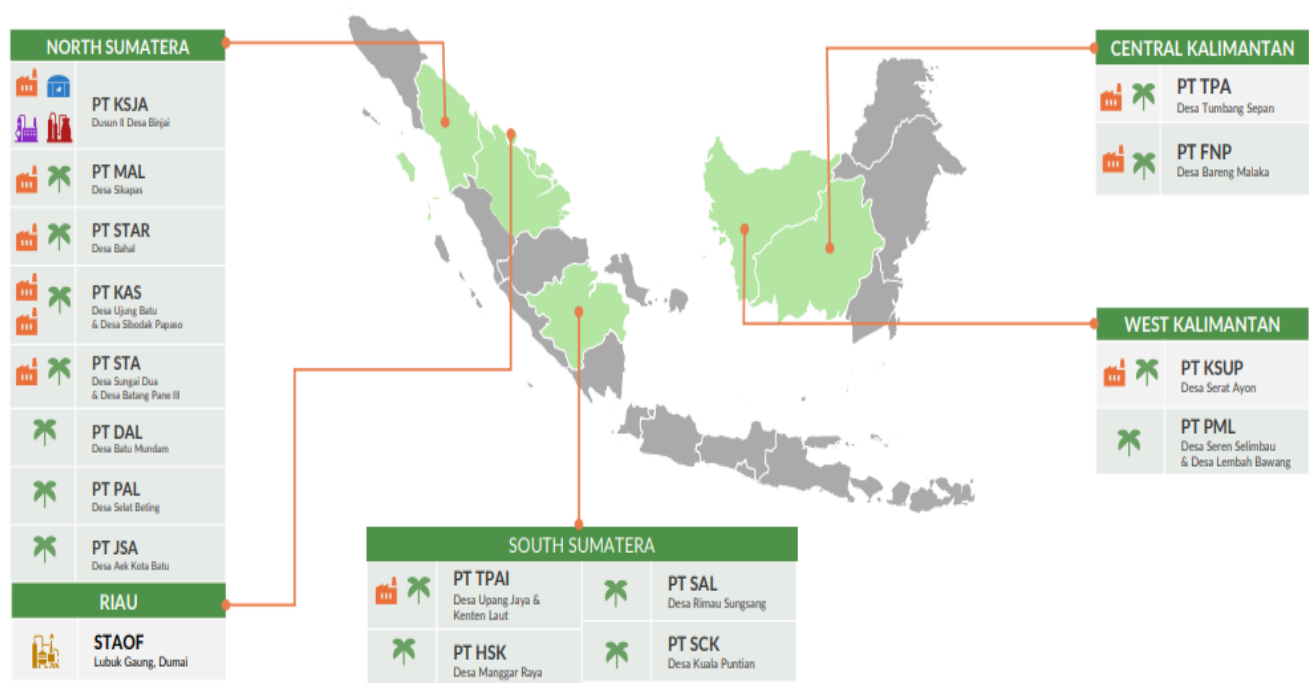 NORTH SUMATERA
PT KSJA
Dusun II Desa Binjai
PT MAL
Desa Sikapas
PT STAR
Desa Bahal
PT KAS
Desa Ujung Batu
& Desa Sibodak Papaso
PT STA
Desa Sungai Dua
& Desa Batang Pane III
PT DAL
Desa Batu Mundam
PT PAL
Desa Selat Beting
PT JSA
Desa Aek Kota Batu
RIAU
STAOF
Lubuk Gaung, Dumai
SOUTH SUMATERA
PT TPAI
Desa Upang Jaya &
Kenten Laut
PT HSK
Desa Manggar Raya
PT SAL
Desa Rimau Sungsang
PT SCK
Desa Kuala Puntian
CENTRAL KALIMANTAN
PT TPA
Desa Tumbang Sepan
PT FNP
Desa Bareng Malaka
WEST KALIMANTAN
PT KSUP
Desa Serat Ayon
PT PML
Desa Seren Selimbau
& Desa Lembah Bawang